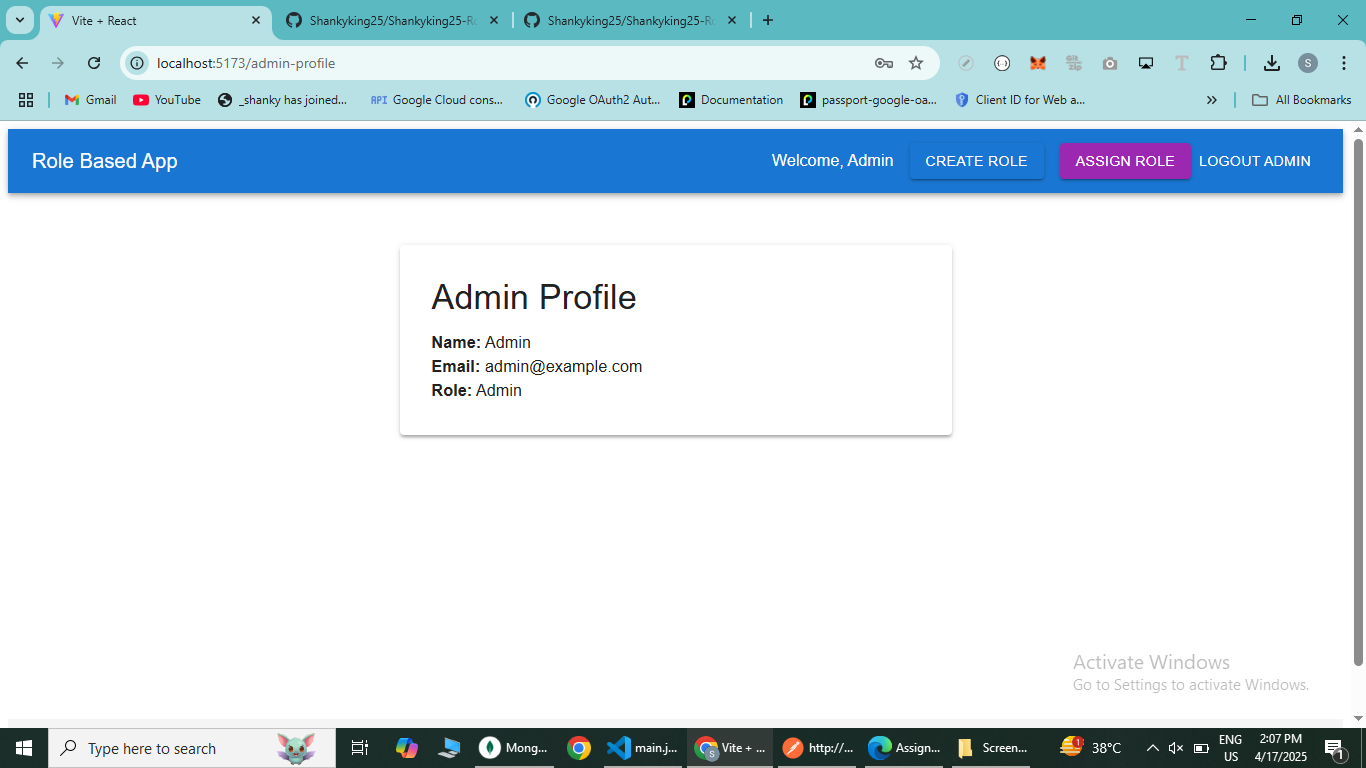 Vite + React
Shankyking25/Shankyking25-Ro
Shankyking25/Shankyking25-Ro
localhost:5173/admin-profile
S
Gmail
YouTube
_shanky has joined...
API Google Cloud cons...
Google OAuth2 Aut...
Documentation
passport-google-oa...
Client ID for Web a...
All Bookmarks
Role Based App
Welcome, Admin
CREATE ROLE
ASSIGN ROLE
LOGOUT ADMIN
Admin Profile
Name: Admin
Email: admin@example.com
Role: Admin
Activate Windows
Go to Settings to activate Windows.
Type here to search
Mong...
main.j...
Vite + ...
http://...
Assign...
Screen...
1
38°C
ENG
US
2:07 PM
4/17/2025
1